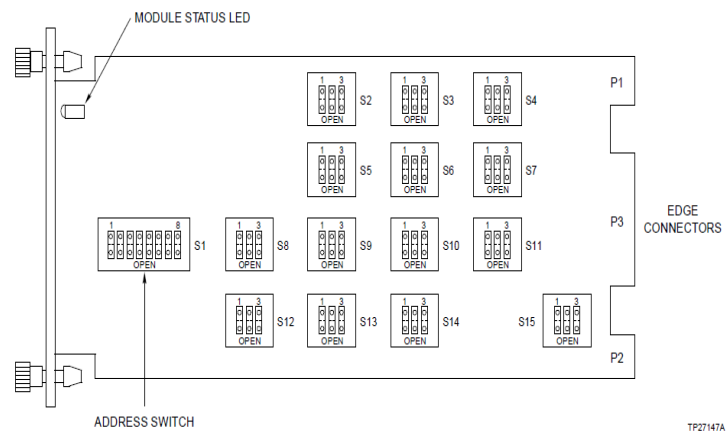 MODULE STATUS LED
1 3
OPEN
S2
1 3
OPEN
S3
1 3
OPEN
S4
P1
1 3
OPEN
S5
1 3
OPEN
S6
1 3
OPEN
S7
EDGE
CONNECTORS
P3
1 8
OPEN
S1
1 3
OPEN
S8
1 3
OPEN
S9
1 3
OPEN
S10
1 3
OPEN
S11
1 3
OPEN
S12
1 3
OPEN
S13
1 3
OPEN
S14
S15
1 3
OPEN
P2
ADDRESS SWITCH
TP27147A